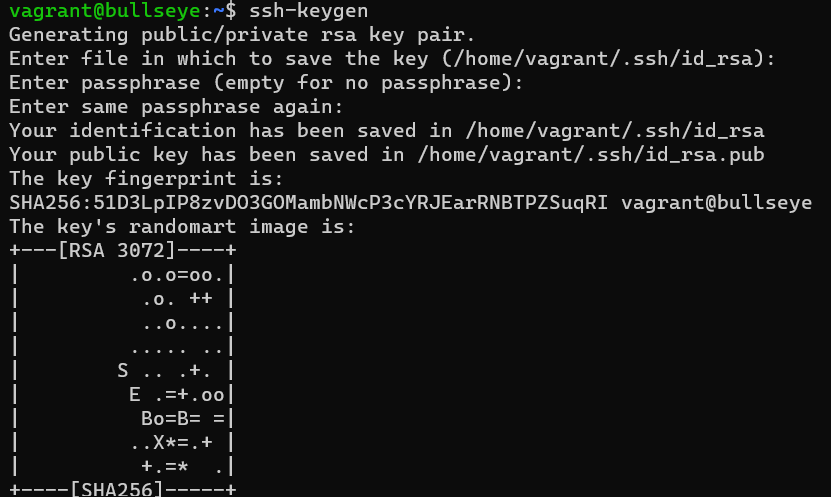 vagrant@bullseye:~$ ssh-keygen
Generating public/private rsa key pair.
Enter file in which to save the key (/home/vagrant/.ssh/id_rsa):
Enter passphrase (empty for no passphrase):
Enter same passphrase again:
Your identification has been saved in /home/vagrant/.ssh/id_rsa
Your public key has been saved in /home/vagrant/.ssh/id_rsa.pub
The key fingerprint is:
SHA256:51D3LpIP8zvDO3GOMambNWcP3cYRJEarRNBTPZSuqRI vagrant@bullseye
The key's randomart image is:
+---[RSA 3072]----+
|         .o.o=oo.|
|          .o. ++ |
|          ..o....|
|         ..... ..|
|        S .. .+. |
|         E .=+.oo|
|          Bo=B= =|
|         ..X*=.+ |
|          +.=*  .|
+----[SHA256]-----+